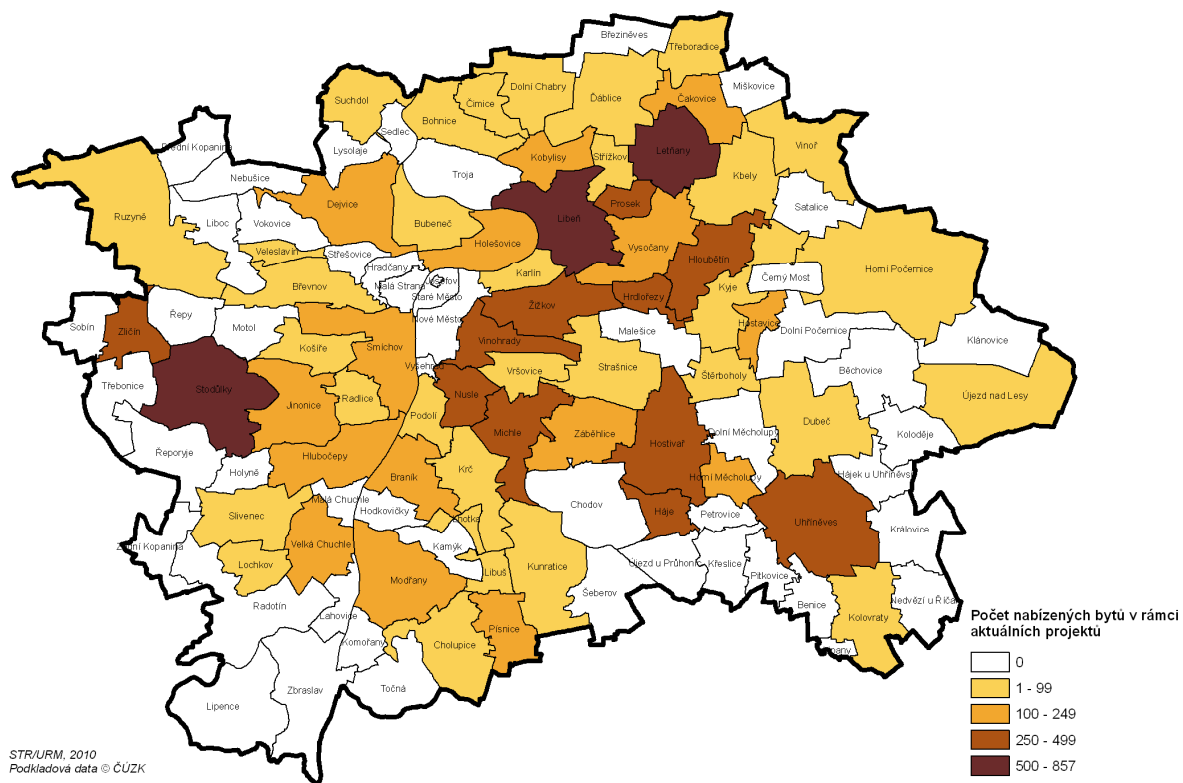 Březiněves
Třeboradice
Dolní Chabry
Ďáblice
Miškovice
Čakovice
Suchdol
Čimice
Bohnice
Sedlec
Vinoř
Přední Kopanina
Lysolaje
Kobylisy
Střížkov
Letňany
Kbely
Nebušice
Troja
Dejvice
Prosek
Satalice
Ruzyně
Liboc
Vokovice
Bubeneč
Libeň
Holešovice
Vysočany
Veleslavín
Střešovice
Hloubětín
Horní Počernice
Hradčany
Karlín
Černý Most
Břevnov
Malá Strana
Josefov
Staré Město
Kyje
Žižkov
Hrdlořezy
Hostavice
Sobín
Zličín
Řepy
Motol
Nové Město
Malešice
Dolní Počernice
Klánovice
Košíře
Smíchov
Vinohrady
Vyšehrad
Vršovice
Strašnice
Štěrboholy
Běchovice
Třebonice
Stodůlky
Jinonice
Radlice
Nusle
Újezd nad Lesy
Podolí
Michle
Záběhlice
Hostivař
Dolní Měcholupy
Dubeč
Koloděje
Řeporyje
Hlubočepy
Holyně
Krč
Braník
Horní Měcholupy
Hájek u Uhříněvsi
Malá Chuchle
Hodkovičky
Chodov
Háje
Petrovice
Uhříněves
Královice
Slivenec
Lhotka
Zadní Kopanina
Velká Chuchle
Kamýk
Lochkov
Libuš
Kunratice
Újezd u Průhonic
Křeslice
Pitkovice
Modřany
Šeberov
Benice
Nedvězí u Říčan
Radotín
Lahovice
Písnice
Kolovraty
Komořany
Cholupice
Točná
Zbraslav
Lipence
Počet nabízených bytů v rámci
aktuálních projektů
0
1 - 99
100 - 249
250 - 499
500 - 857
STR/URM, 2010
Podkladová data © ČÚZK